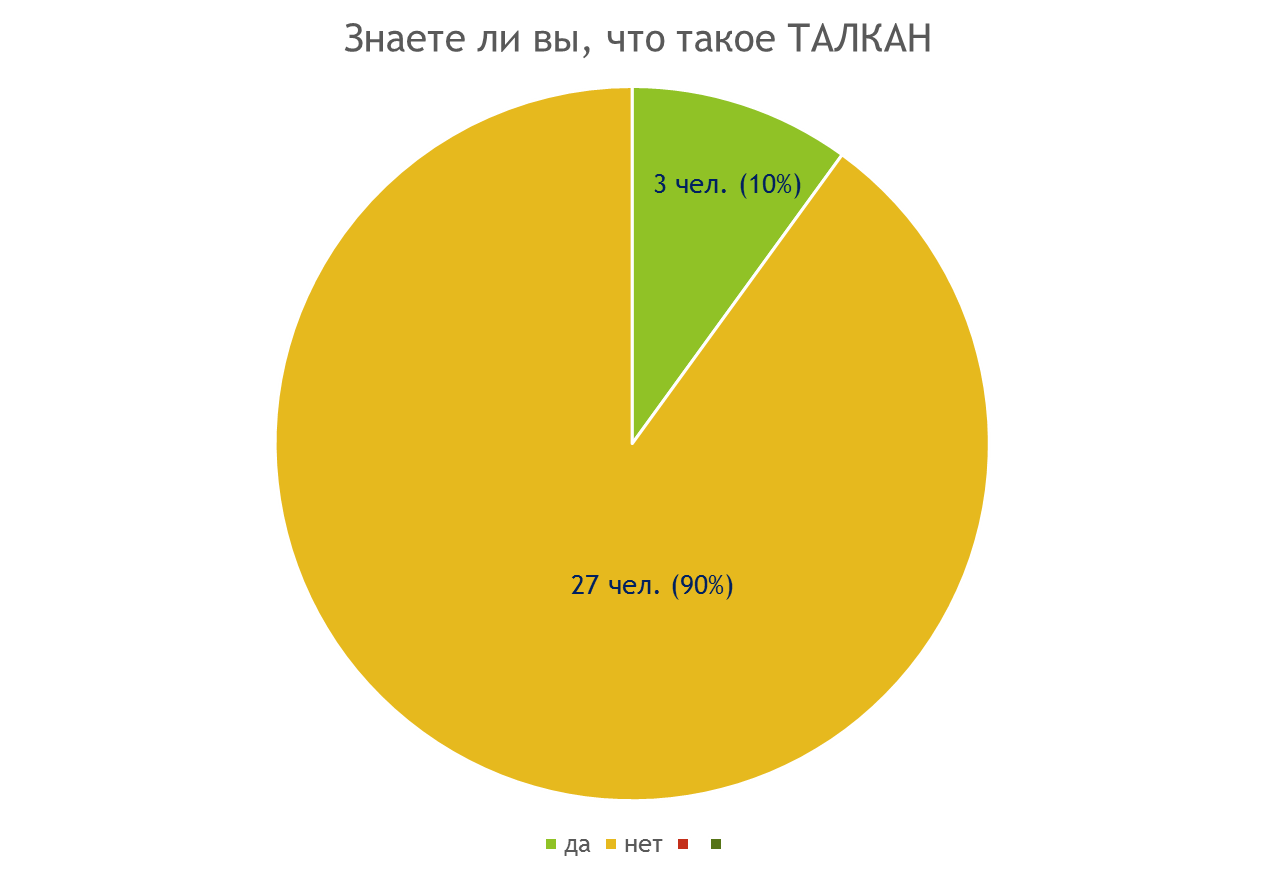 Знаете ли вы, что такое ТАЛКАН
3 чел. (10%)
27 чел. (90%)
да нет